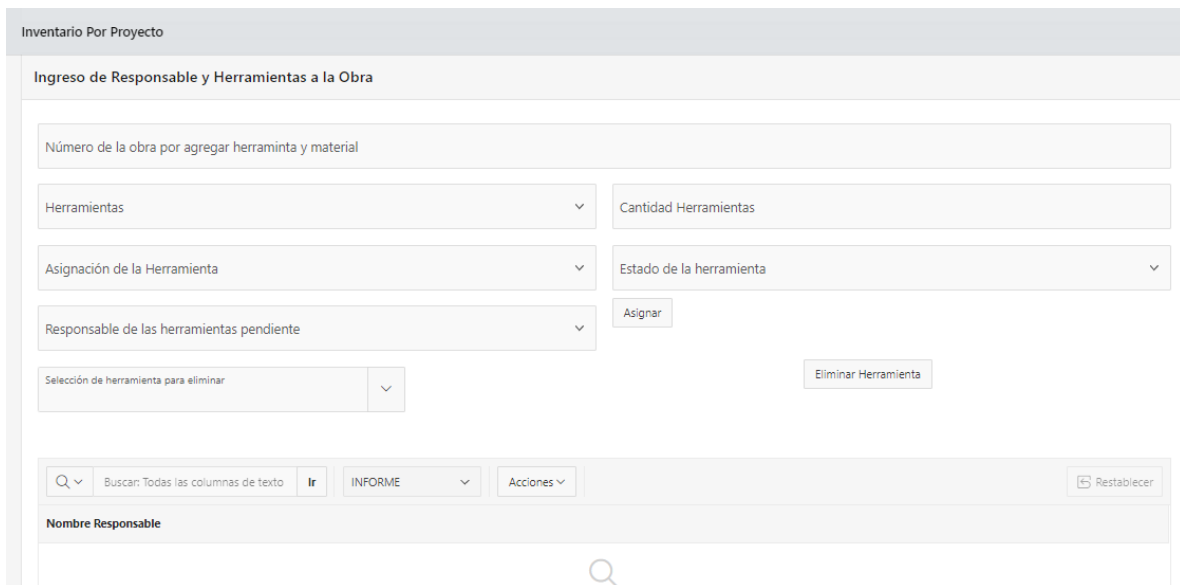 Inventario Por Proyecto
Ingreso de Responsable y Herramientas a la Obra
Número de la obra por agregar herraminta y material
Herramientas
Cantidad Herramientas
Asignación de la Herramienta
Estado de la herramienta
Responsable de las herramientas pendiente
Asignar
Selección de herramienta para eliminar
Eliminar Herramienta
Buscar: Todas las columnas de texto Ir INFORME Acciones Restablecer
Nombre Responsable